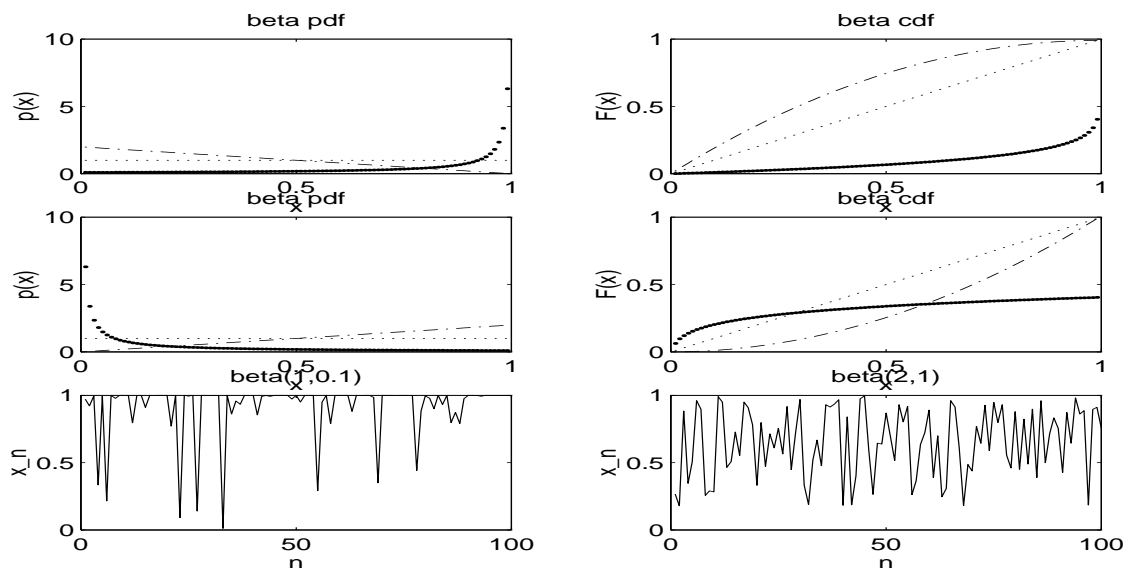 beta pdf
10
5
0
p(x)
0 0.5 1
x
beta cdf
1
0.5
0
F(x)
0 0.5 1
x
beta pdf
10
5
0
p(x)
0 0.5 1
x
beta cdf
1
0.5
0
F(x)
0 0.5 1
x
beta(1,0.1)
1
0.5
0
x_n
0 50 100
n
beta(2,1)
1
0.5
0
x_n
0 50 100
n